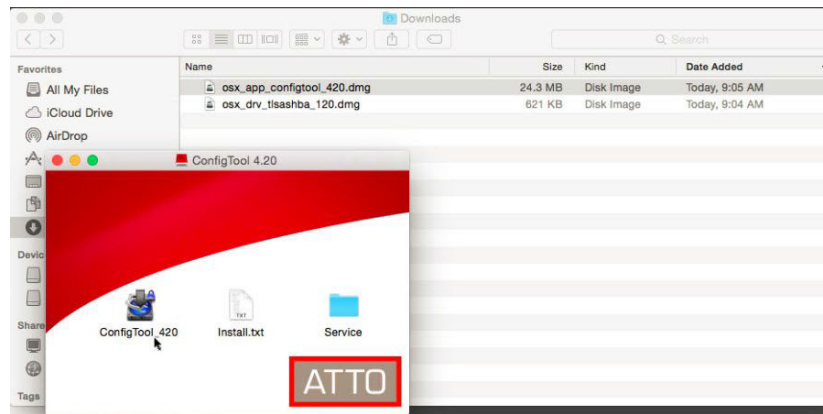 Downloads
Search
Favorites
All My Files
iCloud Drive
AirDrop
Devic
Share
Tags
Name Size Kind Date Added
osx_app_configtool_420.dmg 24.3 MB Disk Image Today, 9:05 AM
osx_drv_tlsashba_120.dmg 621 KB Disk Image Today, 9:04 AM
ConfigTool 4.20
TXT
ConfigTool_420 Install.txt Service
ATTO